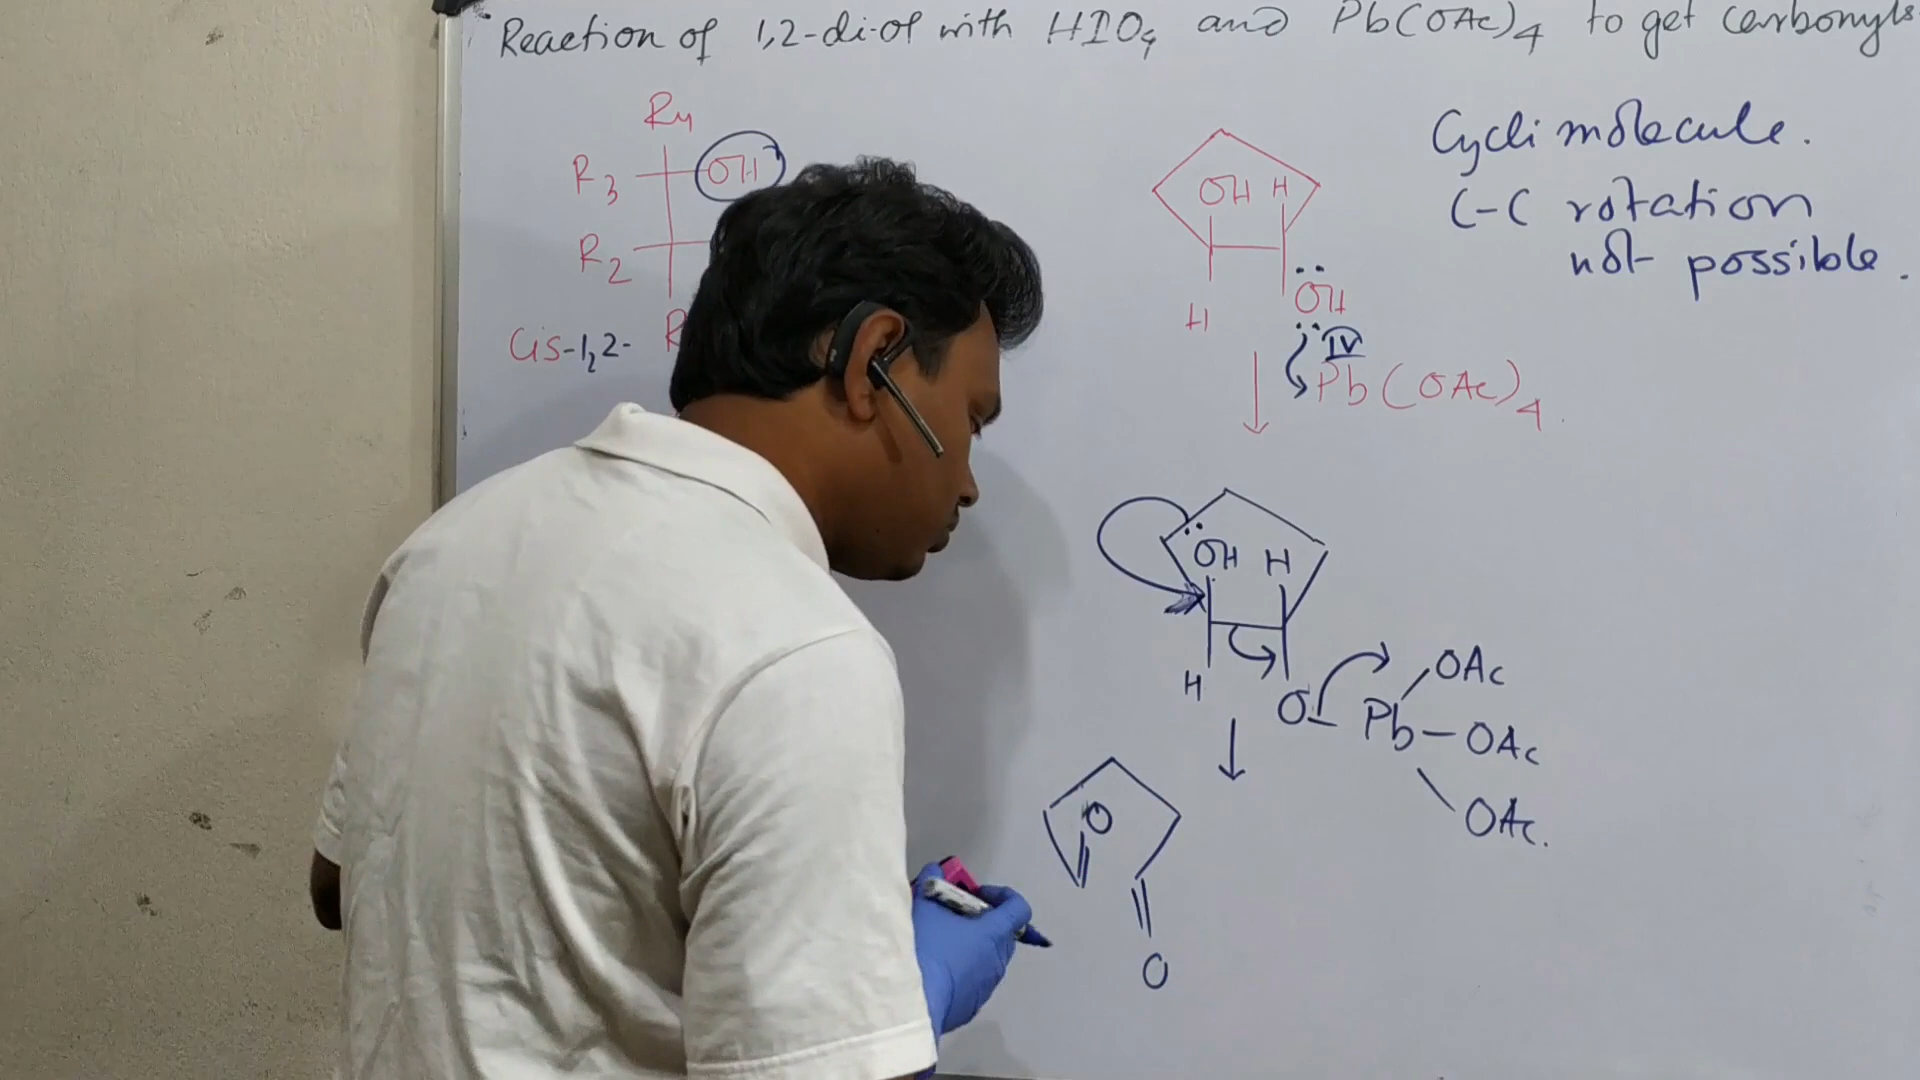 Reaction of 1,2-di-ol with HIO4 and Pb(OAc)4 to get carbonyls
R4
R3 OH
R2
R
Cis-1,2-
OH H
H
OH
IV
Pb(OAc)4
Cycli molecule.
C-C rotation
not possible.
OH H
H
O - Pb
OAc
OAc
OAc.
O
O